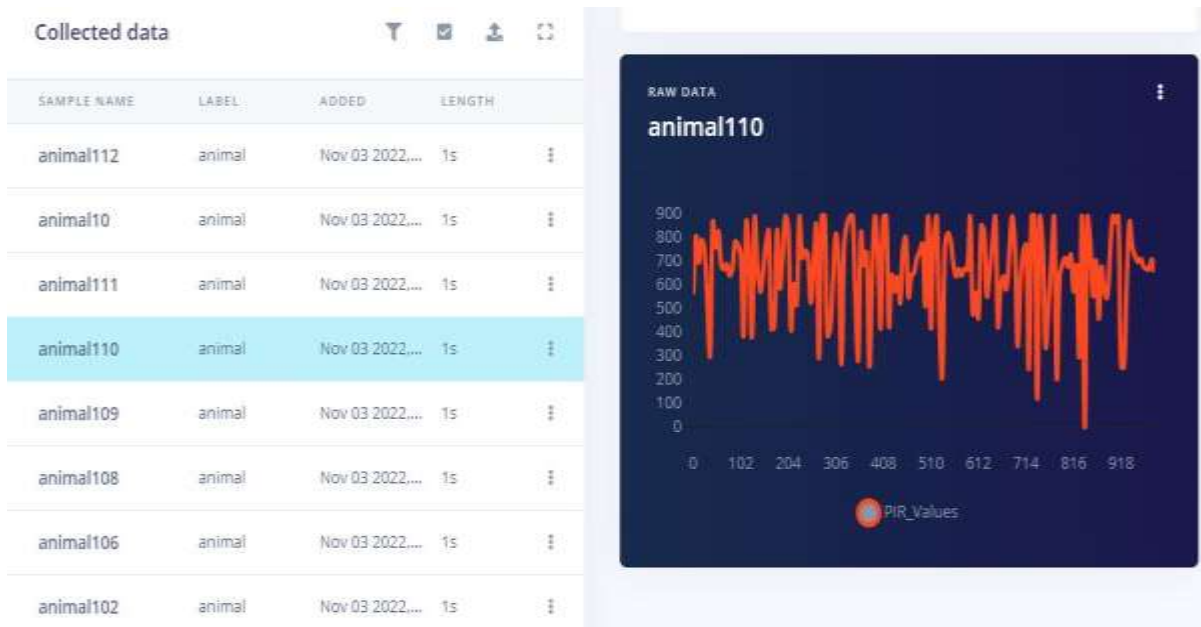 Collected data
SAMPLE NAME LABEL ADDED LENGTH
animal112 animal Nov 03 2022,... 1s
animal10 animal Nov 03 2022,... 1s
animal111 animal Nov 03 2022,... 1s
animal110 animal Nov 03 2022,... 1s
animal109 animal Nov 03 2022,... 1s
animal108 animal Nov 03 2022,... 1s
animal106 animal Nov 03 2022,... 1s
animal102 animal Nov 03 2022,... 1s
RAW DATA
animal110
900
800
700
600
500
400
300
200
100
0
0 102 204 306 408 510 612 714 816 918
PIR_Values